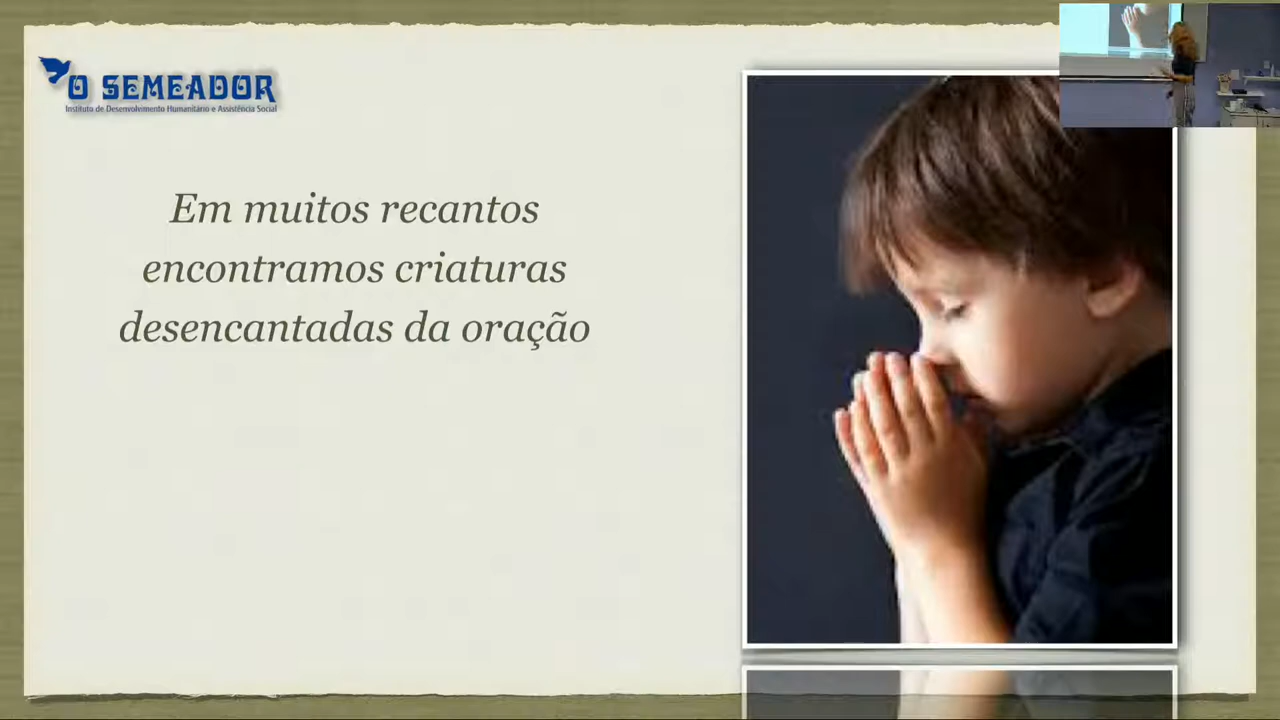 O SEMEADOR
Instituto de Desenvolvimento Humanitário e Assistência Social
Em muitos recantos
encontramos criaturas
desencantadas da oração